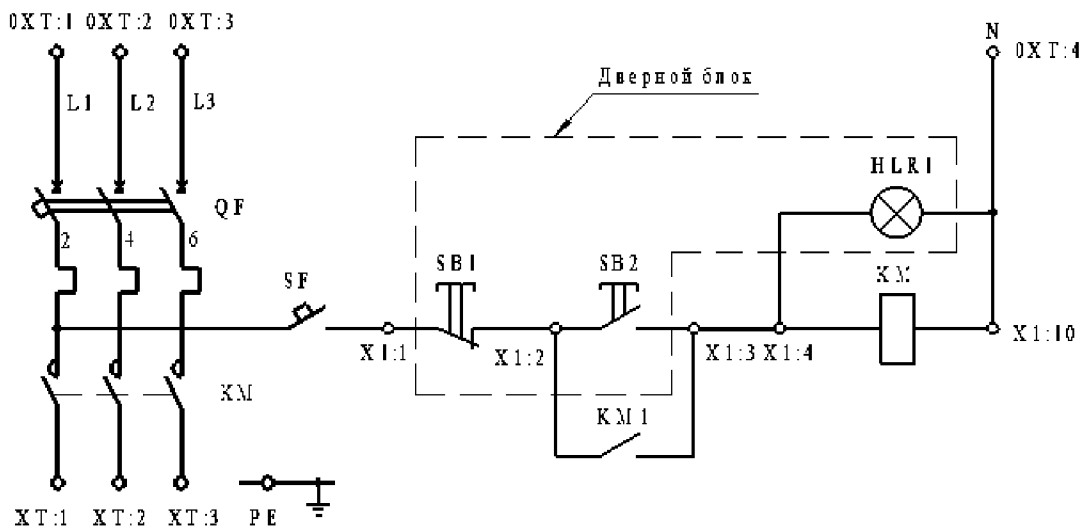 0XT:1 0XT:2 0XT:3
N
0XT:4
Дверной блок
L1 L2 L3
HLR1
QF
2 4 6
SF
SB1
SB2
KM
X1:1
X1:2
X1:3 X1:4
X1:10
KM
KM1
XT:1 XT:2 XT:3
PE